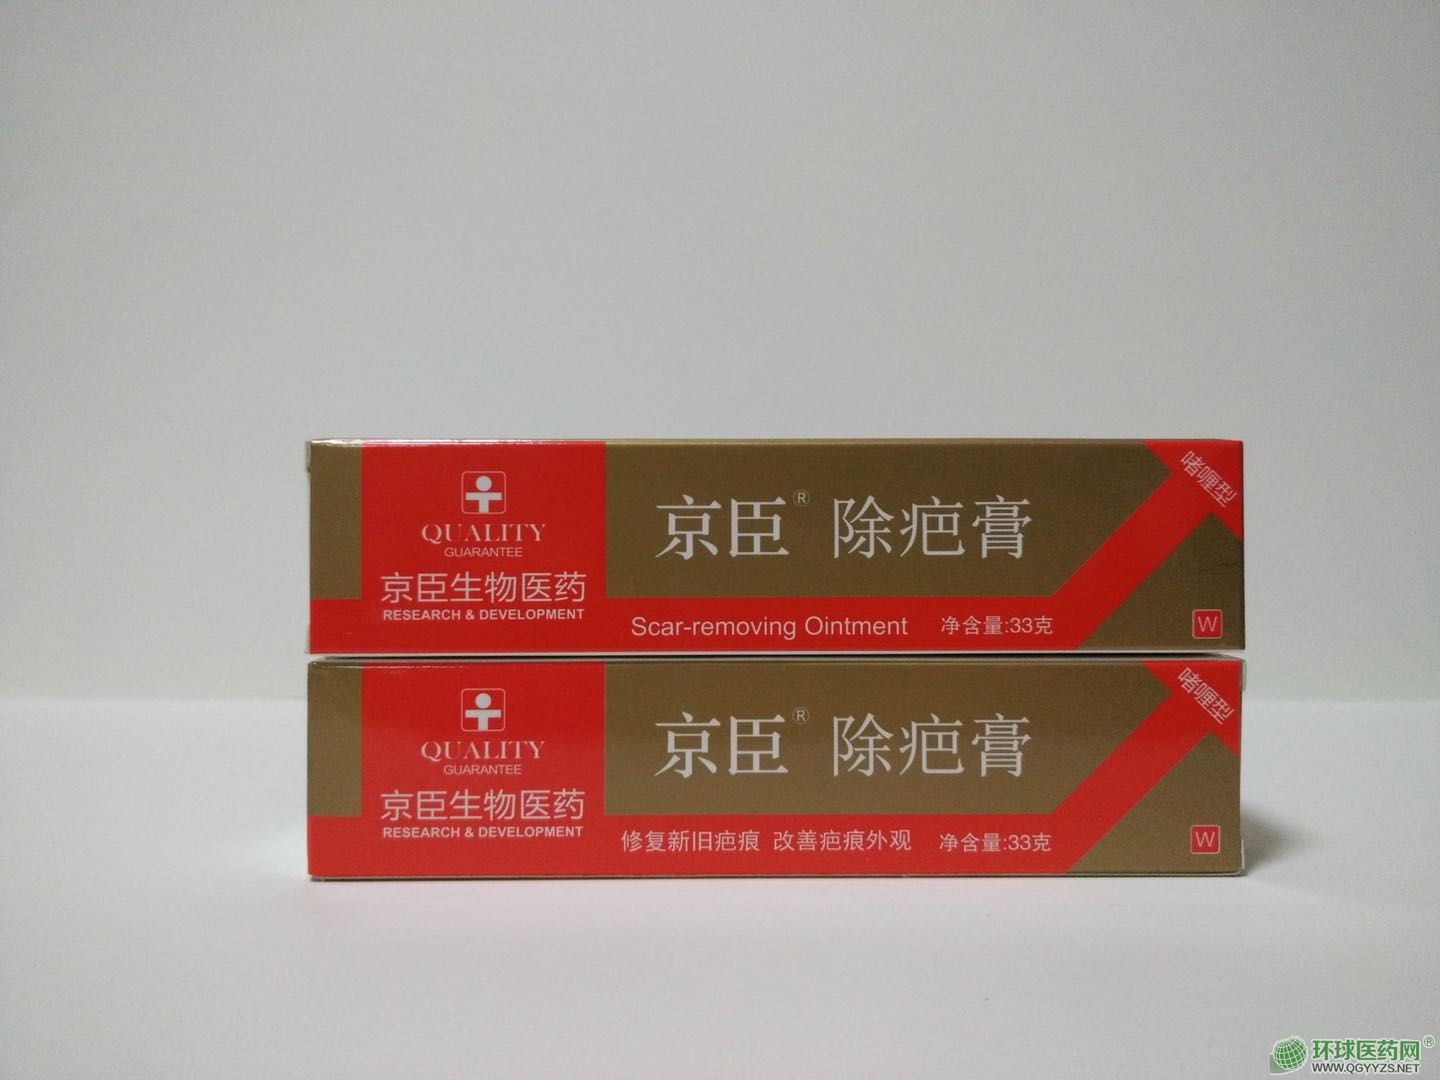 QUALITY
GUARANTEE
京臣生物医药
RESEARCH & DEVELOPMENT
京臣® 除疤膏
啫喱型
Scar-removing Ointment 净含量:33克
W
QUALITY
GUARANTEE
京臣生物医药
RESEARCH & DEVELOPMENT
京臣® 除疤膏
啫喱型
修复新旧疤痕 改善疤痕外观 净含量:33克
W
环球医药网®
WWW.QGYYZS.NET